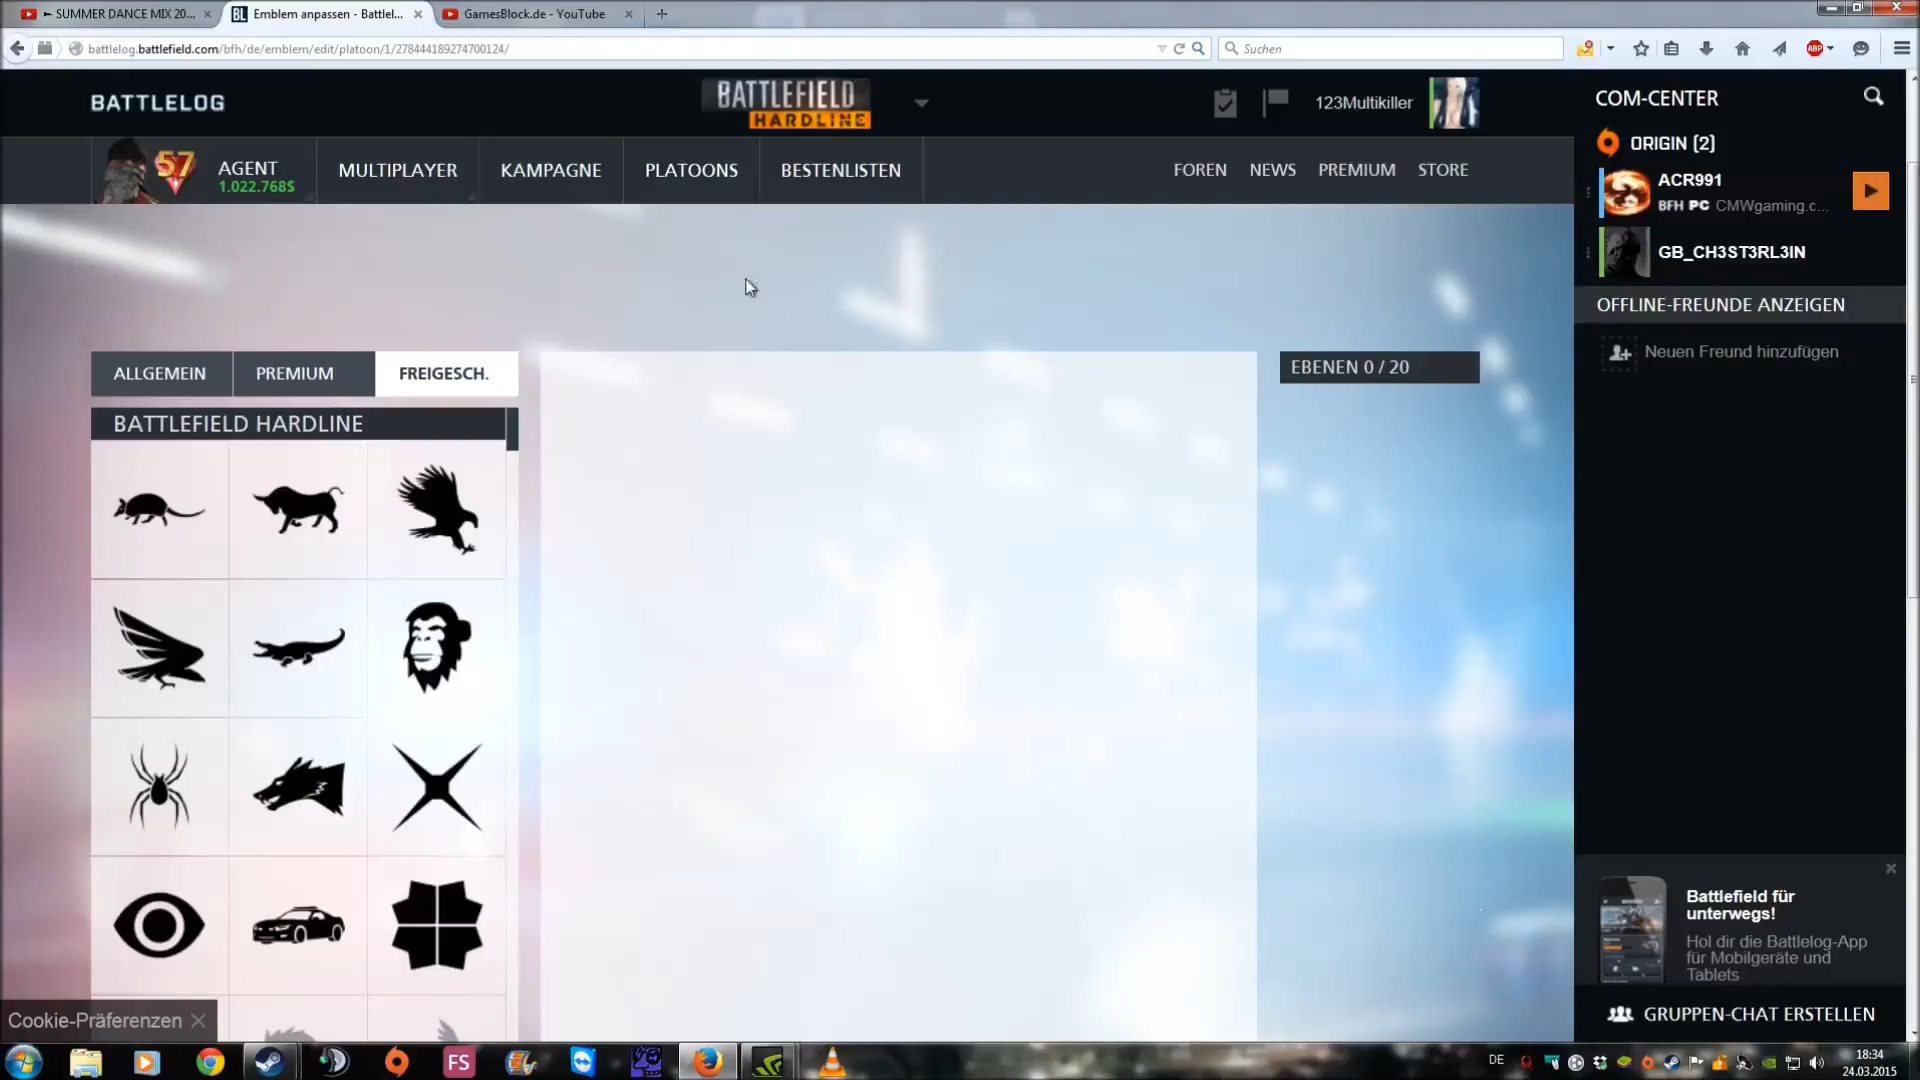 ► SUMMER DANCE MIX 20...
BL
Emblem anpassen - Battlel...
GamesBlock.de - YouTube
battlelog.battlefield.com/bfh/de/emblem/edit/platoon/1/278444189274700124/
Suchen
ABP
BATTLELOG
BATTLEFIELD
HARDLINE
123Multikiller
57
AGENT
1.022.768$
MULTIPLAYER
KAMPAGNE
PLATOONS
BESTENLISTEN
FOREN
NEWS
PREMIUM
STORE
COM-CENTER
ORIGIN [2]
ACR991
BFH PC CMWgaming.c...
GB_CH3ST3RL3IN
OFFLINE-FREUNDE ANZEIGEN
Neuen Freund hinzufügen
ALLGEMEIN
PREMIUM
FREIGESCH.
EBENEN 0 / 20
BATTLEFIELD HARDLINE
Battlefield für
unterwegs!
Hol dir die Battlelog-App
für Mobilgeräte und
Tablets
GRUPPEN-CHAT ERSTELLEN
Cookie-Präferenzen
FS
DE
18:34
24.03.2015